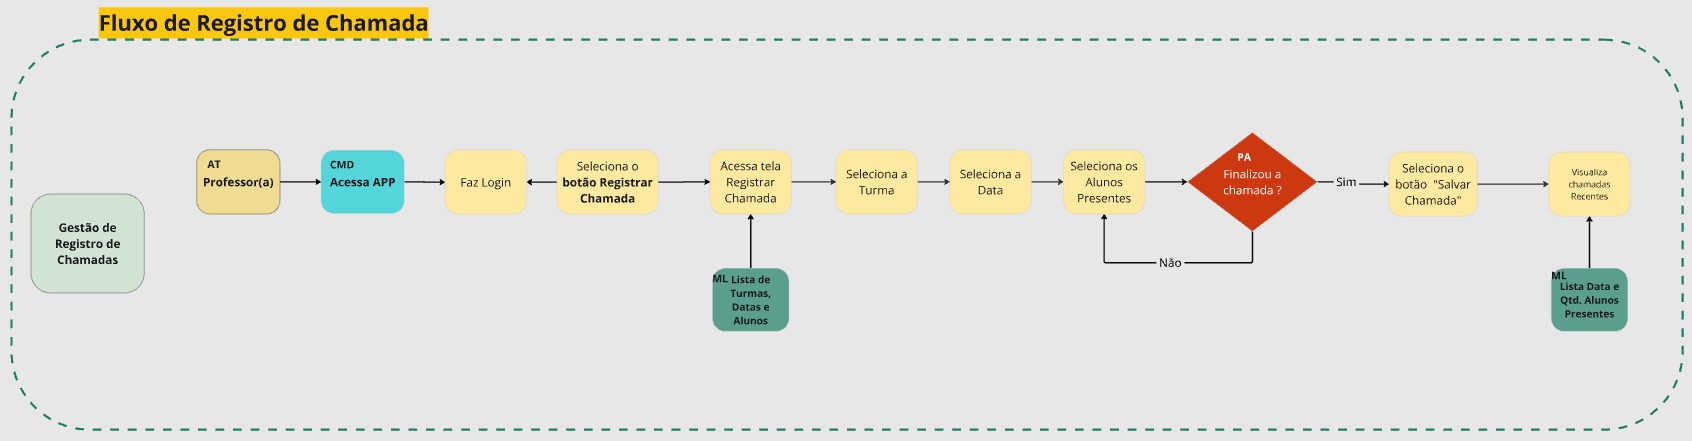 Fluxo de Registro de Chamada
Gestão de
Registro de
Chamadas
AT
Professor(a)
CMD
Acessa APP
Faz Login
Seleciona o
botão Registrar
Chamada
Acessa tela
Registrar
Chamada
ML Lista de
Turmas,
Datas e
Alunos
Seleciona a
Turma
Seleciona a
Data
Seleciona os
Alunos
Presentes
PA
Finalizou a
chamada ?
Não
Sim
Seleciona o
botão "Salvar
Chamada"
Visualiza
chamadas
Recentes
ML
Lista Data e
Qtd. Alunos
Presentes